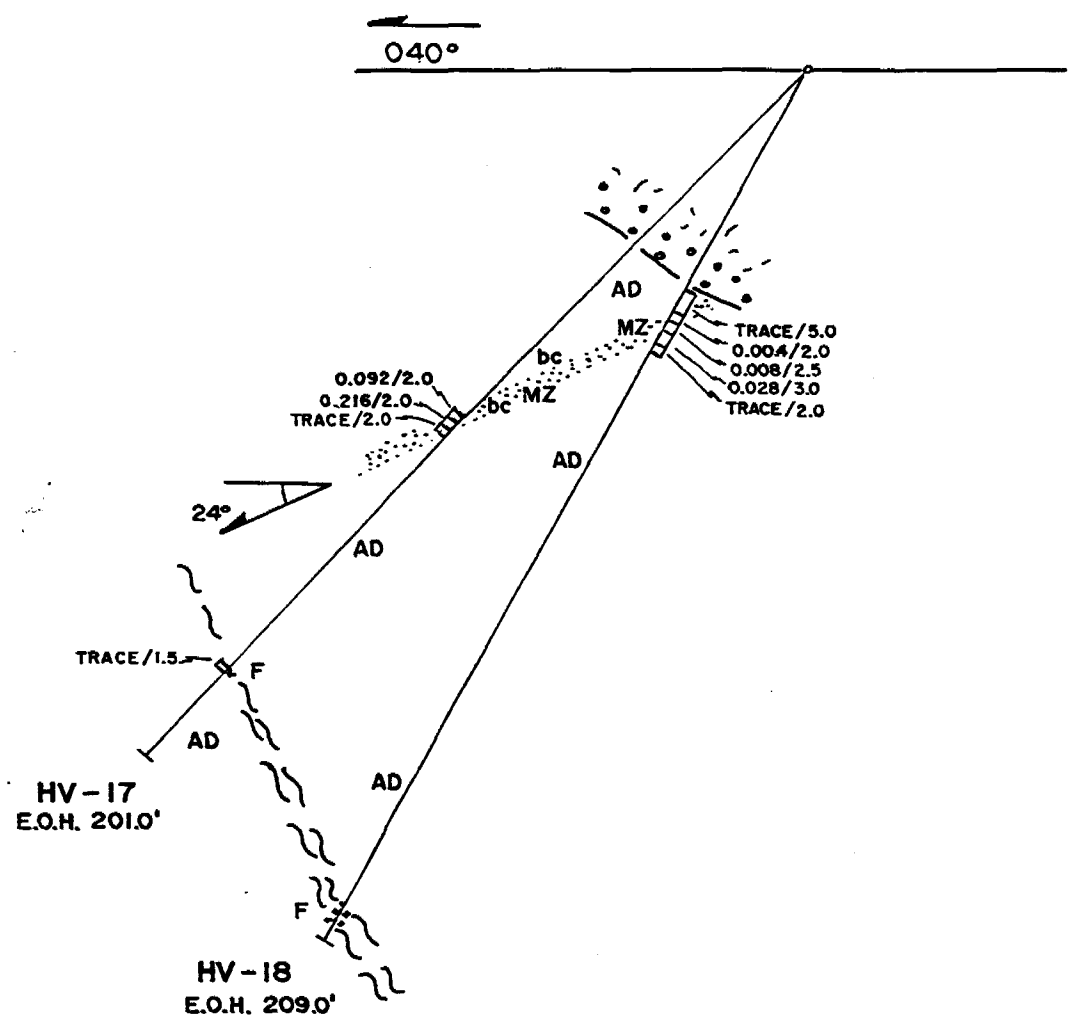 040°
AD
MZ
TRACE/5.0
0.004/2.0
0.008/2.5
0.028/3.0
TRACE/2.0
bc
0.092/2.0
0.216/2.0
TRACE/2.0
bc
MZ
AD
24°
AD
TRACE/1.5
F
AD
AD
HV-17
E.O.H. 201.0'
F
HV-18
E.O.H. 209.0'